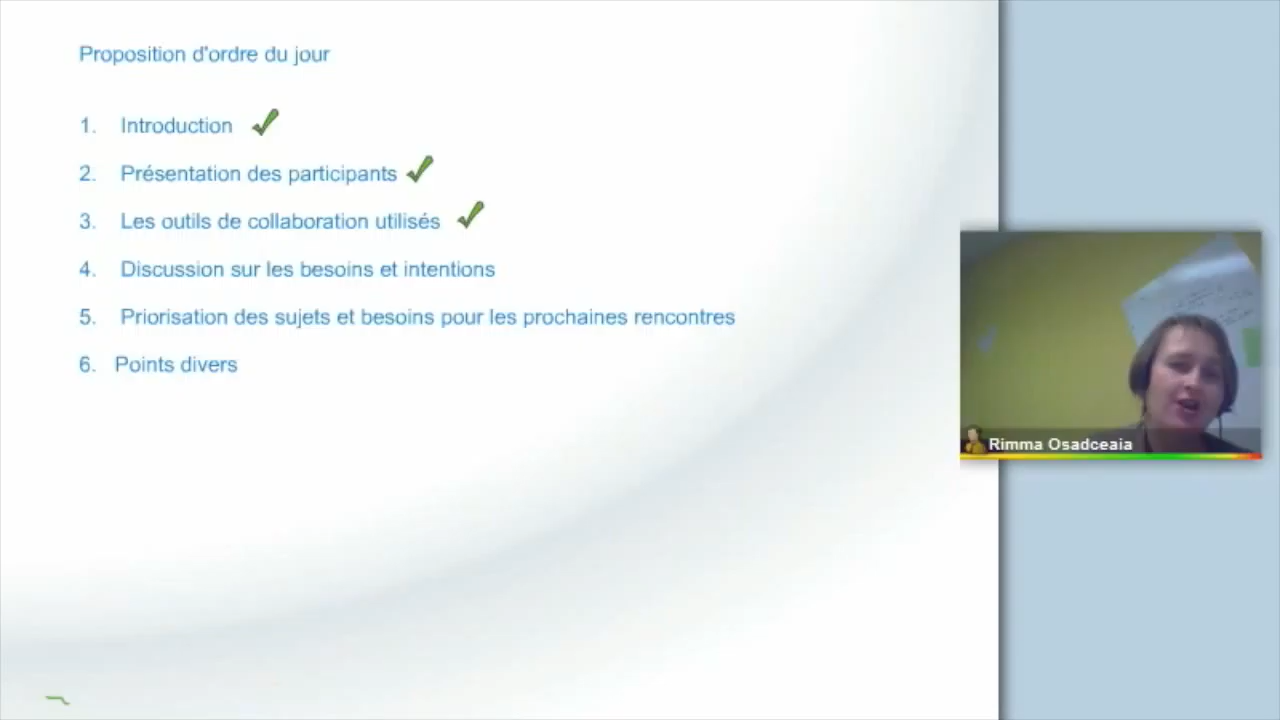 Proposition d'ordre du jour
1. Introduction
2. Présentation des participants
3. Les outils de collaboration utilisés
4. Discussion sur les besoins et intentions
5. Priorisation des sujets et besoins pour les prochaines rencontres
6. Points divers
Rimma Osadceaia